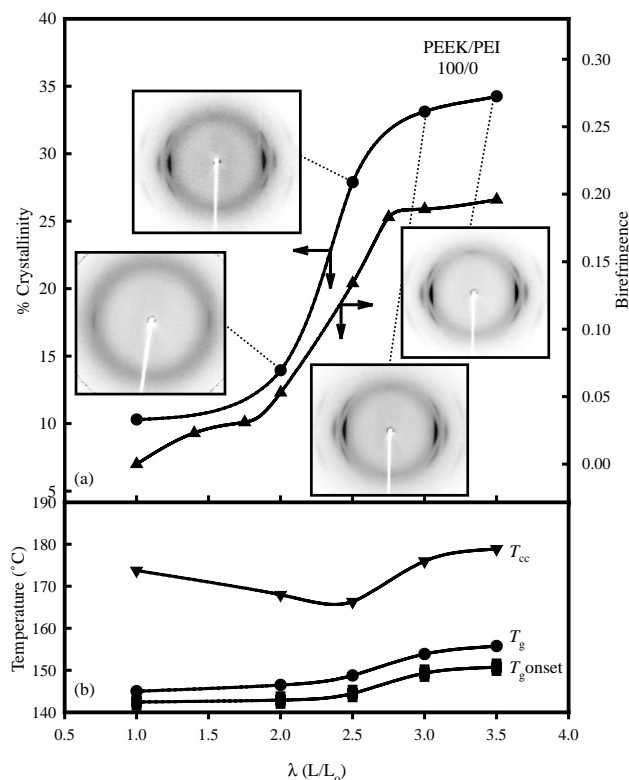 40
35
30
25
20
15
10
5
% Crystallinity
PEEK/PEI
100/0
0.30
0.25
0.20
0.15
0.10
0.05
0.00
Birefringence
(a)
190
180
170
160
150
140
Temperature (˚C)
T_cc
T_g
T_g onset
(b)
0.5 1.0 1.5 2.0 2.5 3.0 3.5 4.0
λ (L/L_o)